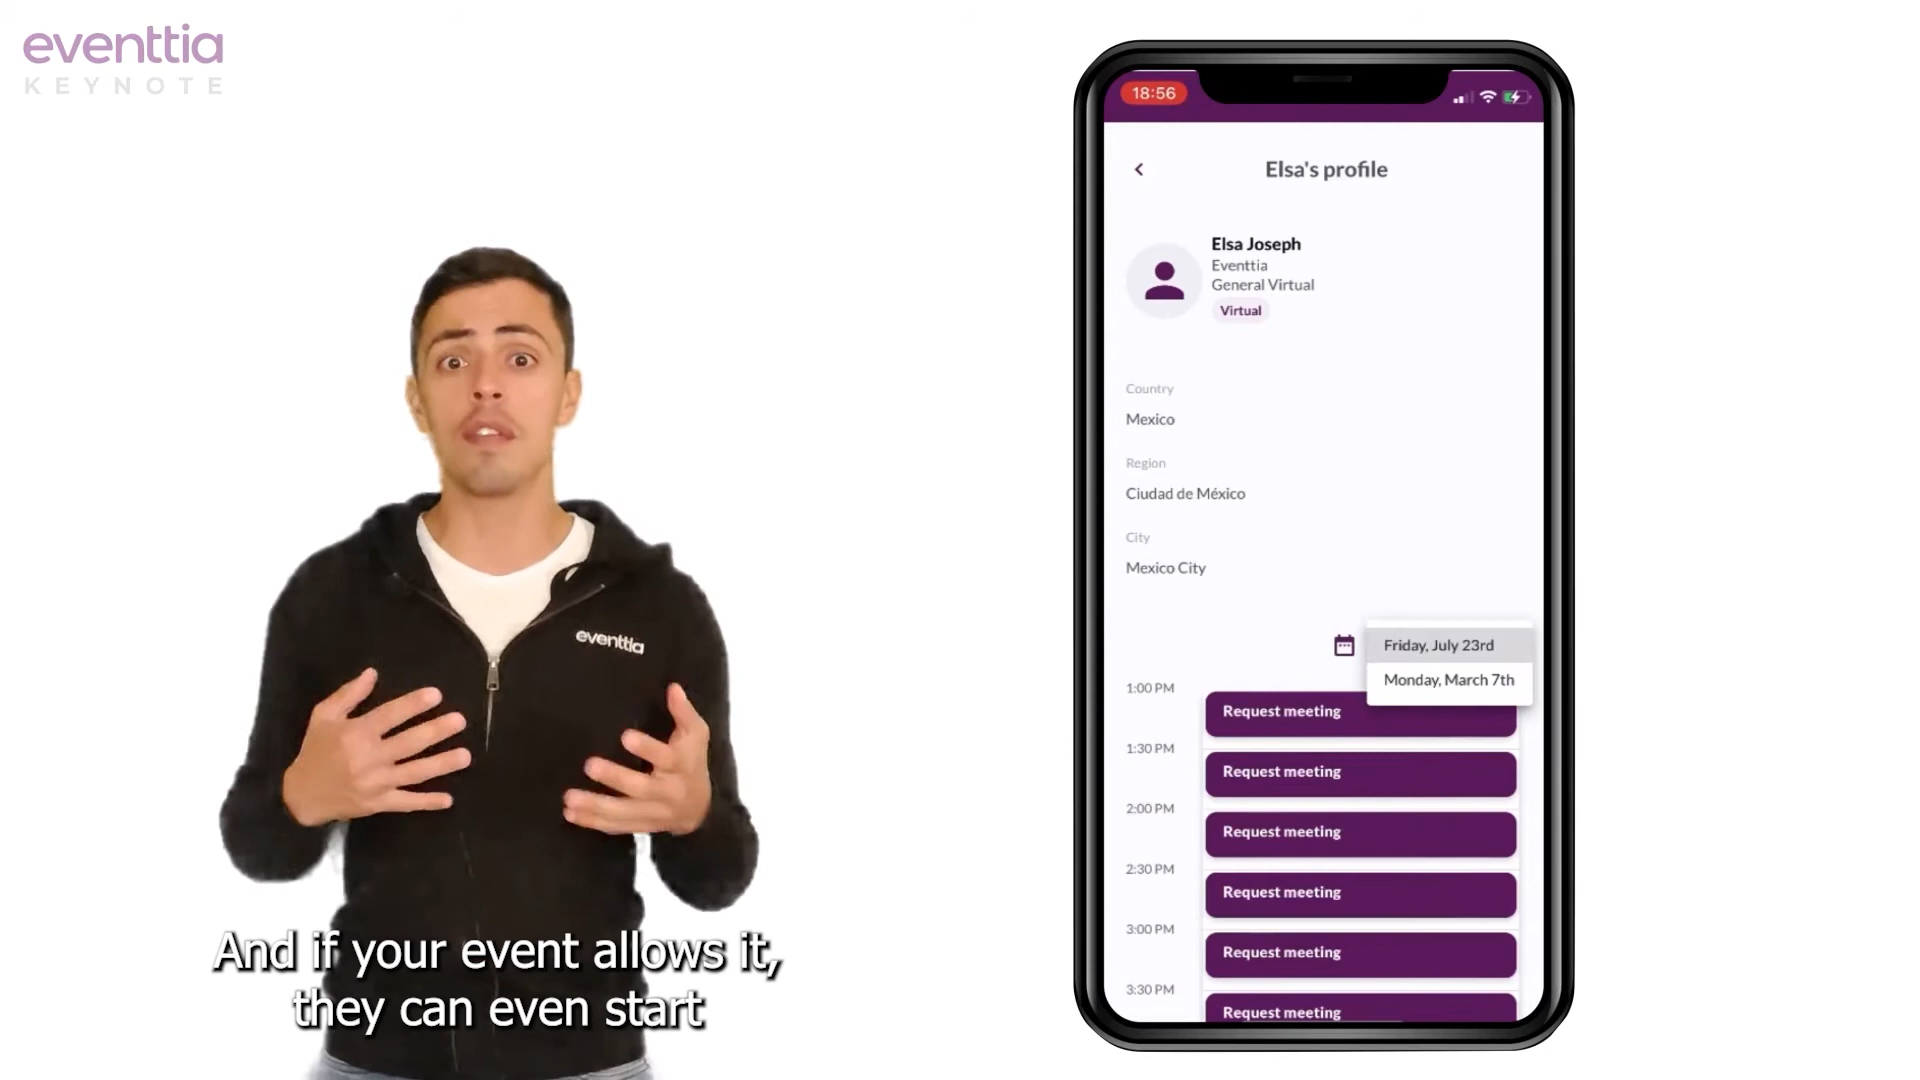 eventtia
KEYNOTE
eventtia
And if your event allows it,
they can even start
18:56
Elsa's profile
Elsa Joseph
Eventtia
General Virtual
Virtual
Country
Mexico
Region
Ciudad de México
City
Mexico City
Friday, July 23rd
Monday, March 7th
1:00 PM
Request meeting
1:30 PM
Request meeting
2:00 PM
Request meeting
2:30 PM
Request meeting
3:00 PM
Request meeting
3:30 PM
Request meeting